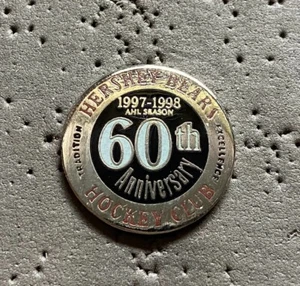 HERSHEY BEARS
1997-1998
AHL SEASON
TRADITION
60th
EXCELLENCE
Anniversary
HOCKEY CLUB